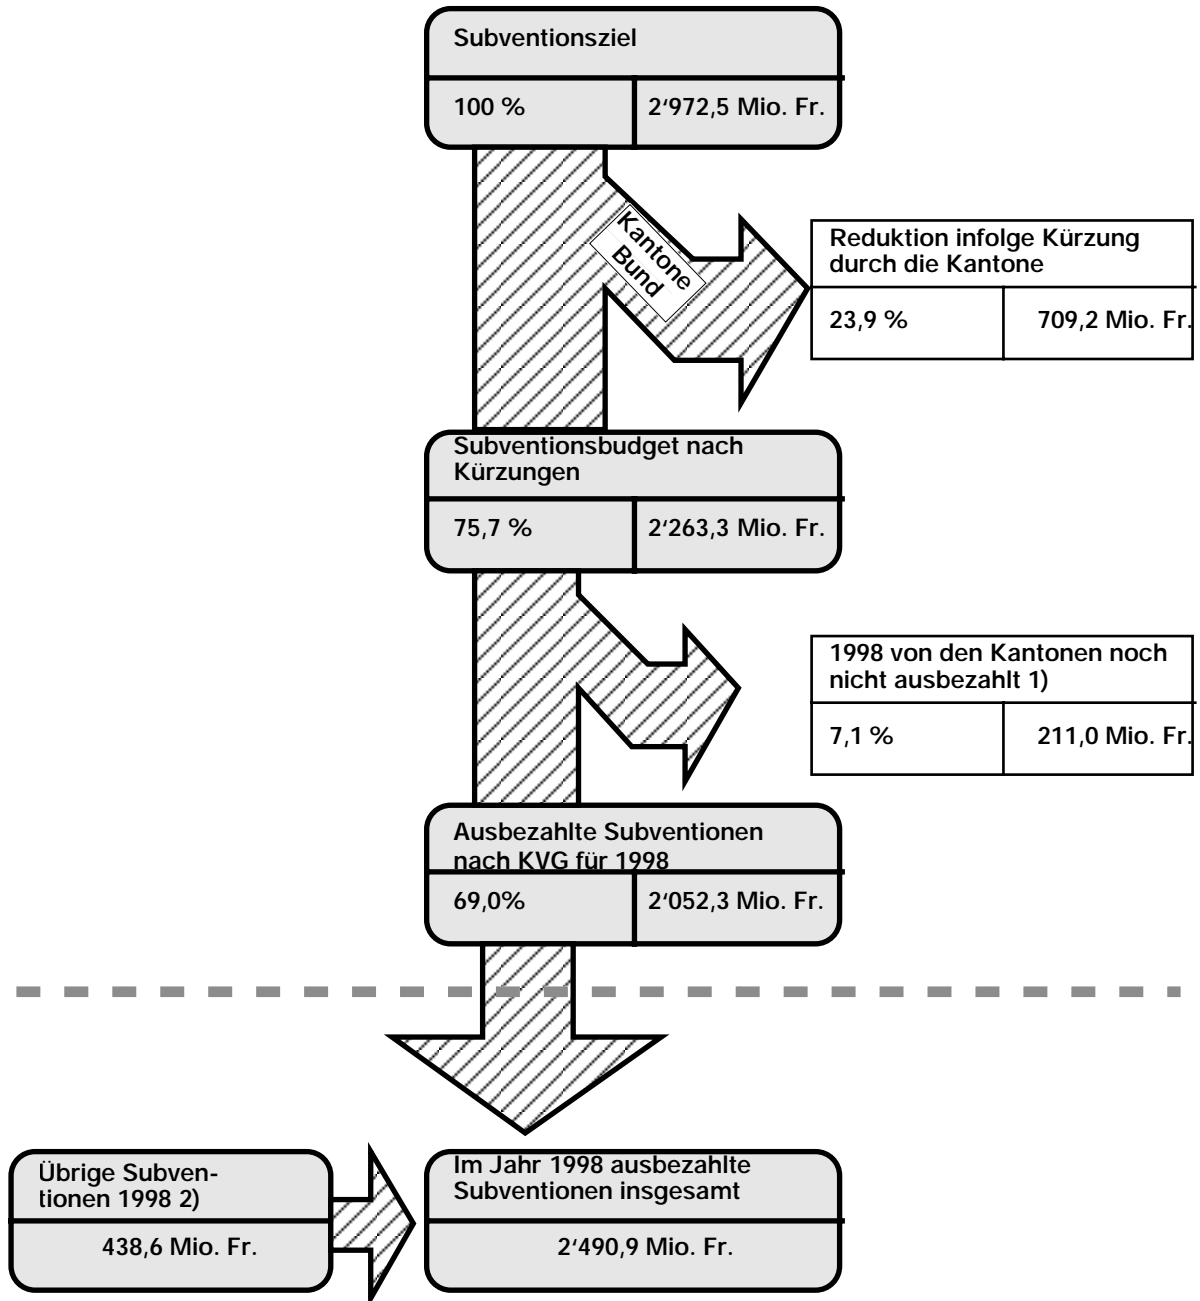 Subventionsziel
100 %
2‘972,5 Mio. Fr.
Kantone
Bund
Reduktion infolge Kürzung
durch die Kantone
23,9 %
709,2 Mio. Fr.
Subventionsbudget nach
Kürzungen
75,7 %
2‘263,3 Mio. Fr.
1998 von den Kantonen noch
nicht ausbezahlt 1)
7,1 %
211,0 Mio. Fr.
Ausbezahlte Subventionen
nach KVG für 1998
69,0%
2‘052,3 Mio. Fr.
Übrige Subven-
tionen 1998 2)
438,6 Mio. Fr.
Im Jahr 1998 ausbezahlte
Subventionen insgesamt
2‘490,9 Mio. Fr.